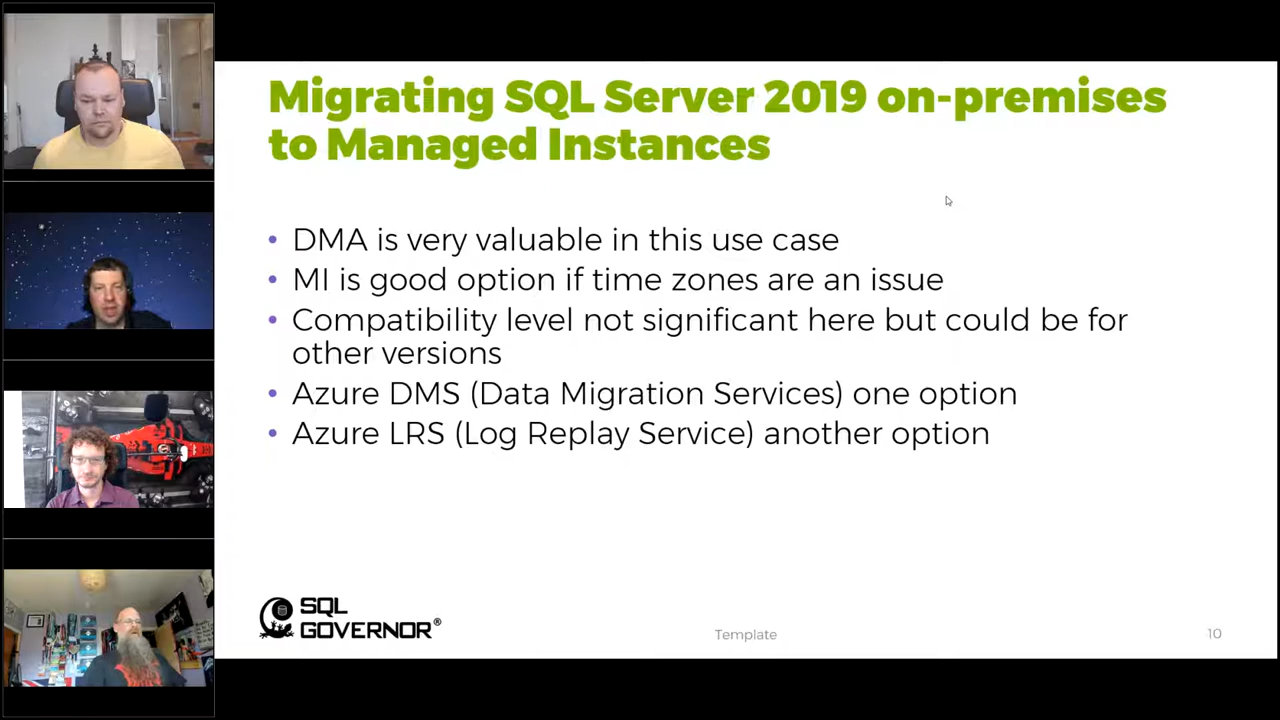 Migrating SQL Server 2019 on-premises
to Managed Instances
• DMA is very valuable in this use case
• MI is good option if time zones are an issue
• Compatibility level not significant here but could be for
other versions
• Azure DMS (Data Migration Services) one option
• Azure LRS (Log Replay Service) another option
SQL
GOVERNOR®
Template
10